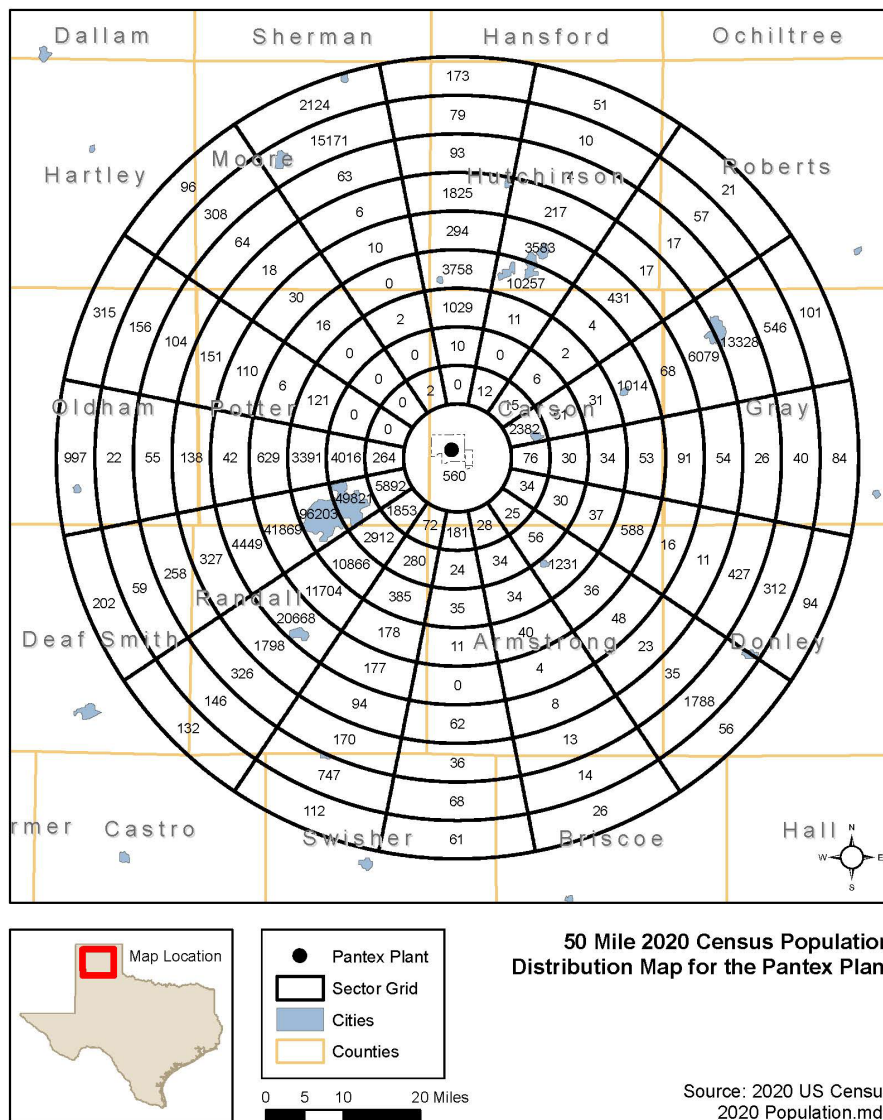 Dallam Sherman Hansford Ochiltree
173
2124 51
79
15171 10
93
Moore
63 Hutchinson 4 Roberts
Hartley
96 1825 21
308 6 217 57
294
64 10 3583 17
3758
18 0 10257 17
30 431
315 1029 101
156 16 2 11 4 546
104 10 13328
151 0 0 0 2 6079
110 0 2 0 12 6 68
6 0 0 31 1014
121 0 15 51
Oldham Potter 0 Carson Gray
2382
997 22 55 138 42 629 3391 4016 264 76 30 34 53 91 54 26 40 84
560
5892 34
49821 1853 25 30
96203 72 181 28 37
41869 2912 56 588
4449 10866 280 24 34 1231 16
327 11704 385 35 34 36 11
258 Randall 427
59 20668 178 11 40 48 312
202 94
Deaf Smith 1798 177 Armstrong 23 Donley
326 0 4 35
146 94 8 1788
132 62 56
170 13
747 36 14
112 68 26
rmer Castro Swisher 61 Briscoe Hall
N
W E
S
Map Location
Pantex Plant
Sector Grid
Cities
Counties
0 5 10 20 Miles
50 Mile 2020 Census Population
Distribution Map for the Pantex Plan
Source: 2020 US Censu
2020 Population.md